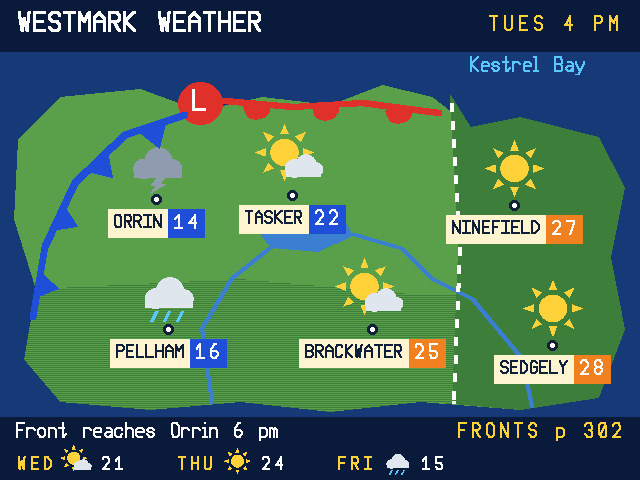 WESTMARK WEATHER
TUES 4 PM
Kestrel Bay
L
ORRIN 14
TASKER 22
NINEFIELD 27
PELLHAM 16
BRACKWATER 25
SEDGELY 28
Front reaches Orrin 6 pm
FRONTS p 302
WED 21 THU 24 FRI 15